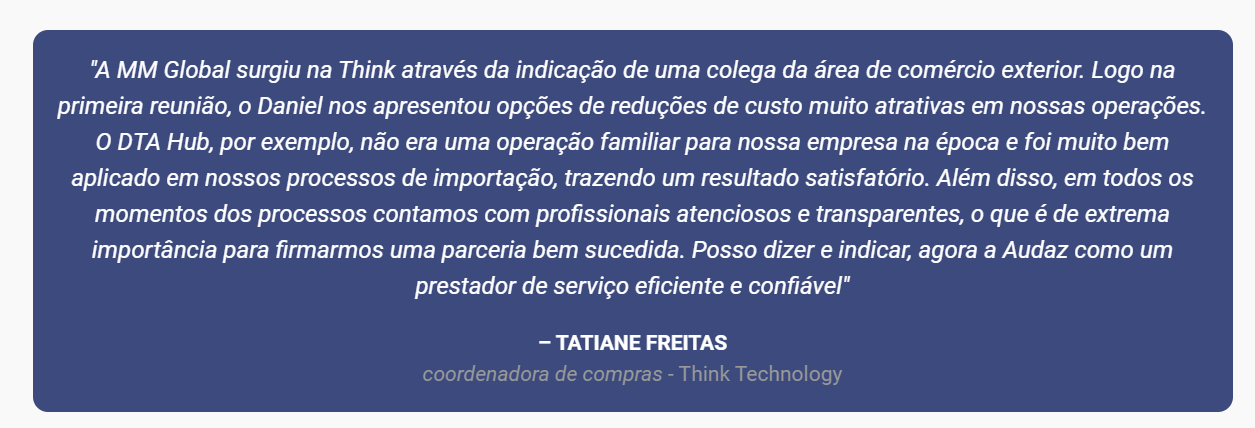 "A MM Global surgiu na Think através da indicação de uma colega da área de comércio exterior. Logo na
primeira reunião, o Daniel nos apresentou opções de reduções de custo muito atrativas em nossas operações.
O DTA Hub, por exemplo, não era uma operação familiar para nossa empresa na época e foi muito bem
aplicado em nossos processos de importação, trazendo um resultado satisfatório. Além disso, em todos os
momentos dos processos contamos com profissionais atenciosos e transparentes, o que é de extrema
importância para firmarmos uma parceria bem sucedida. Posso dizer e indicar, agora a Audaz como um
prestador de serviço eficiente e confiável"
– TATIANE FREITAS
coordenadora de compras - Think Technology